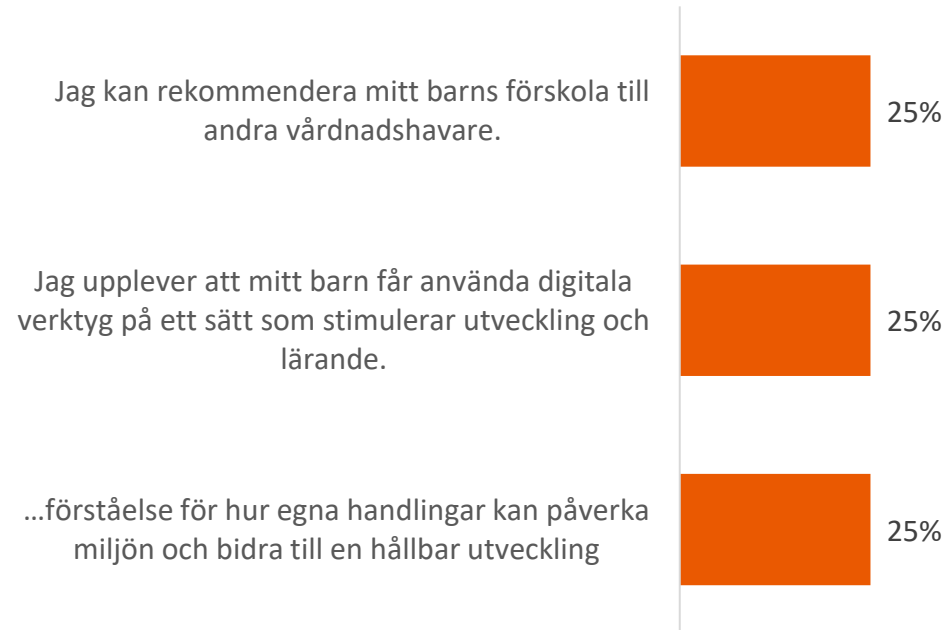 Jag kan rekommendera mitt barns förskola till
andra vårdnadshavare.
25%
Jag upplever att mitt barn får använda digitala
verktyg på ett sätt som stimulerar utveckling och
lärande.
25%
...förståelse för hur egna handlingar kan påverka
miljön och bidra till en hållbar utveckling
25%